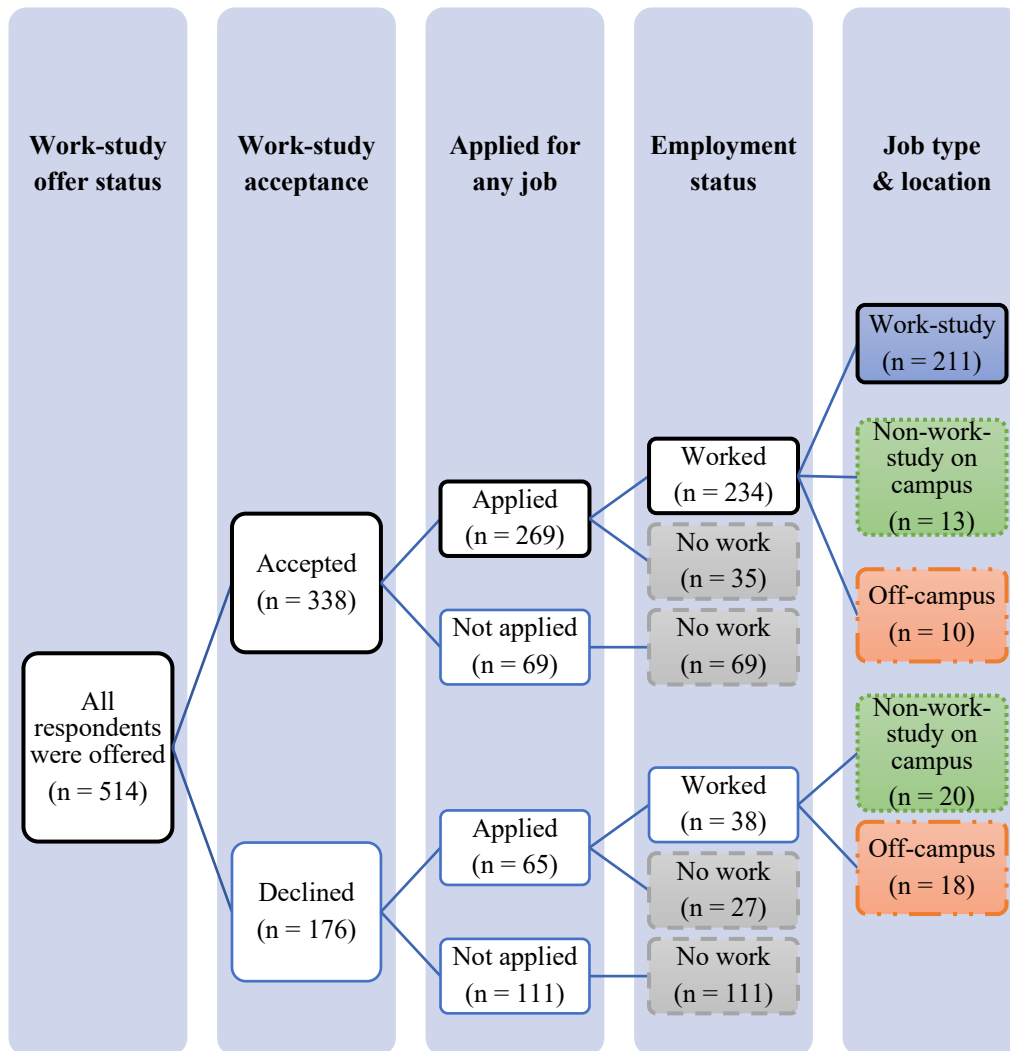 Work-study
offer status
Work-study
acceptance
Applied for
any job
Employment
status
Job type
& location
All
respondents
were offered
(n = 514)
Accepted
(n = 338)
Declined
(n = 176)
Applied
(n = 269)
Not applied
(n = 69)
Applied
(n = 65)
Not applied
(n = 111)
Worked
(n = 234)
No work
(n = 35)
No work
(n = 69)
Worked
(n = 38)
No work
(n = 27)
No work
(n = 111)
Work-study
(n = 211)
Non-work-
study on
campus
(n = 13)
Off-campus
(n = 10)
Non-work-
study on
campus
(n = 20)
Off-campus
(n = 18)